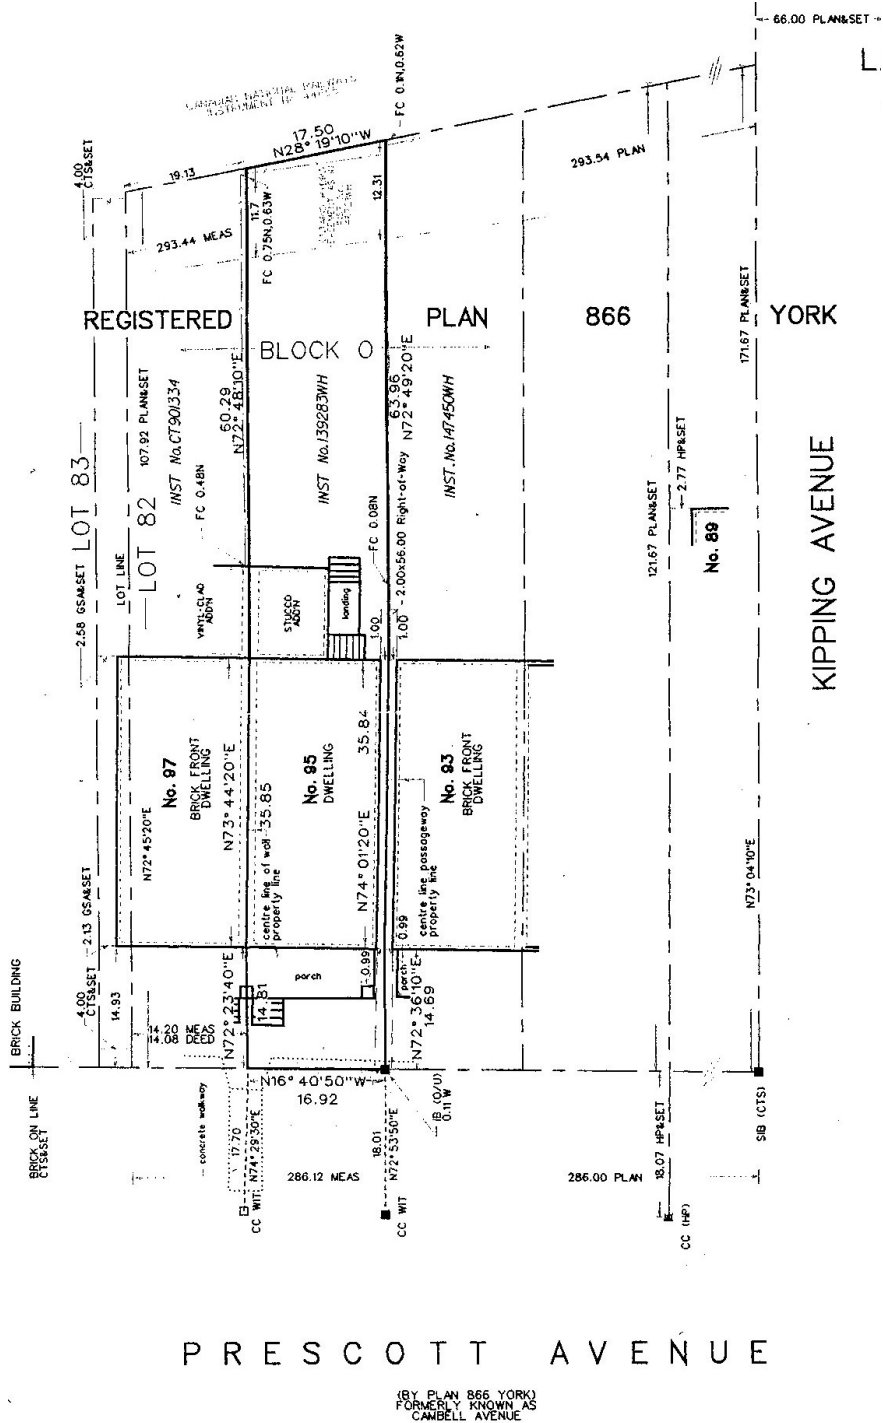 66.00 PLAN&SET
L
CANADIAN NATIONAL RAILWAYS
FC 0.1N,0.62W
17.50
N28° 19'10"W
4.00
CTS&SET
19.13
293.54 PLAN
11.7
12.31
FC 0.75N,0.63W
293.44 MEAS
REGISTERED PLAN 866 YORK
BLOCK O
171.67 PLAN&SET
107.92 PLAN&SET
INST No.CT901334
60.29
N72° 48'10"E
INST No.139283WH
63.96
N72° 49'20"E
INST.No.147450WH
LOT 83
LOT 82
FC 0.48N
FC 0.08N
2.00x56.00 Right-of-Way
2.77 HP&SET
121.67 PLAN&SET
No. 89
KIPPING AVENUE
2.58 GSA&SET
LOT LINE
VINYL-CLAD
ADD'N
STUCCO
ADD'N
landing
1.00
1.00
No. 97
BRICK FRONT
DWELLING
N72° 45'20"E
N73° 44'20"E
35.85
centre line of wall
property line
No. 95
DWELLING
35.84
N74° 01'20"E
No. 93
BRICK FRONT
DWELLING
centre line passageway
property line
N73° 04'10"E
2.13 GSA&SET
0.99
0.99
porch
porch
BRICK BUILDING
4.00
CTS&SET
14.93
14.20 MEAS
14.08 DEED
N72° 23'40"E
14.81
N72° 36'10"E
14.69
N16° 40'50"W
16.92
IB (O/U)
0.11 W
SIB (CTS)
BRICK ON LINE
CTS&SET
concrete walkway
17.70
N74° 29'30"E
18.01
N72° 53'50"E
18.07 HP&SET
286.12 MEAS
286.00 PLAN
CC WIT
CC WIT
CC (HP)
PRESCOTT AVENUE
(BY PLAN 866 YORK)
FORMERLY KNOWN AS
CAMBELL AVENUE